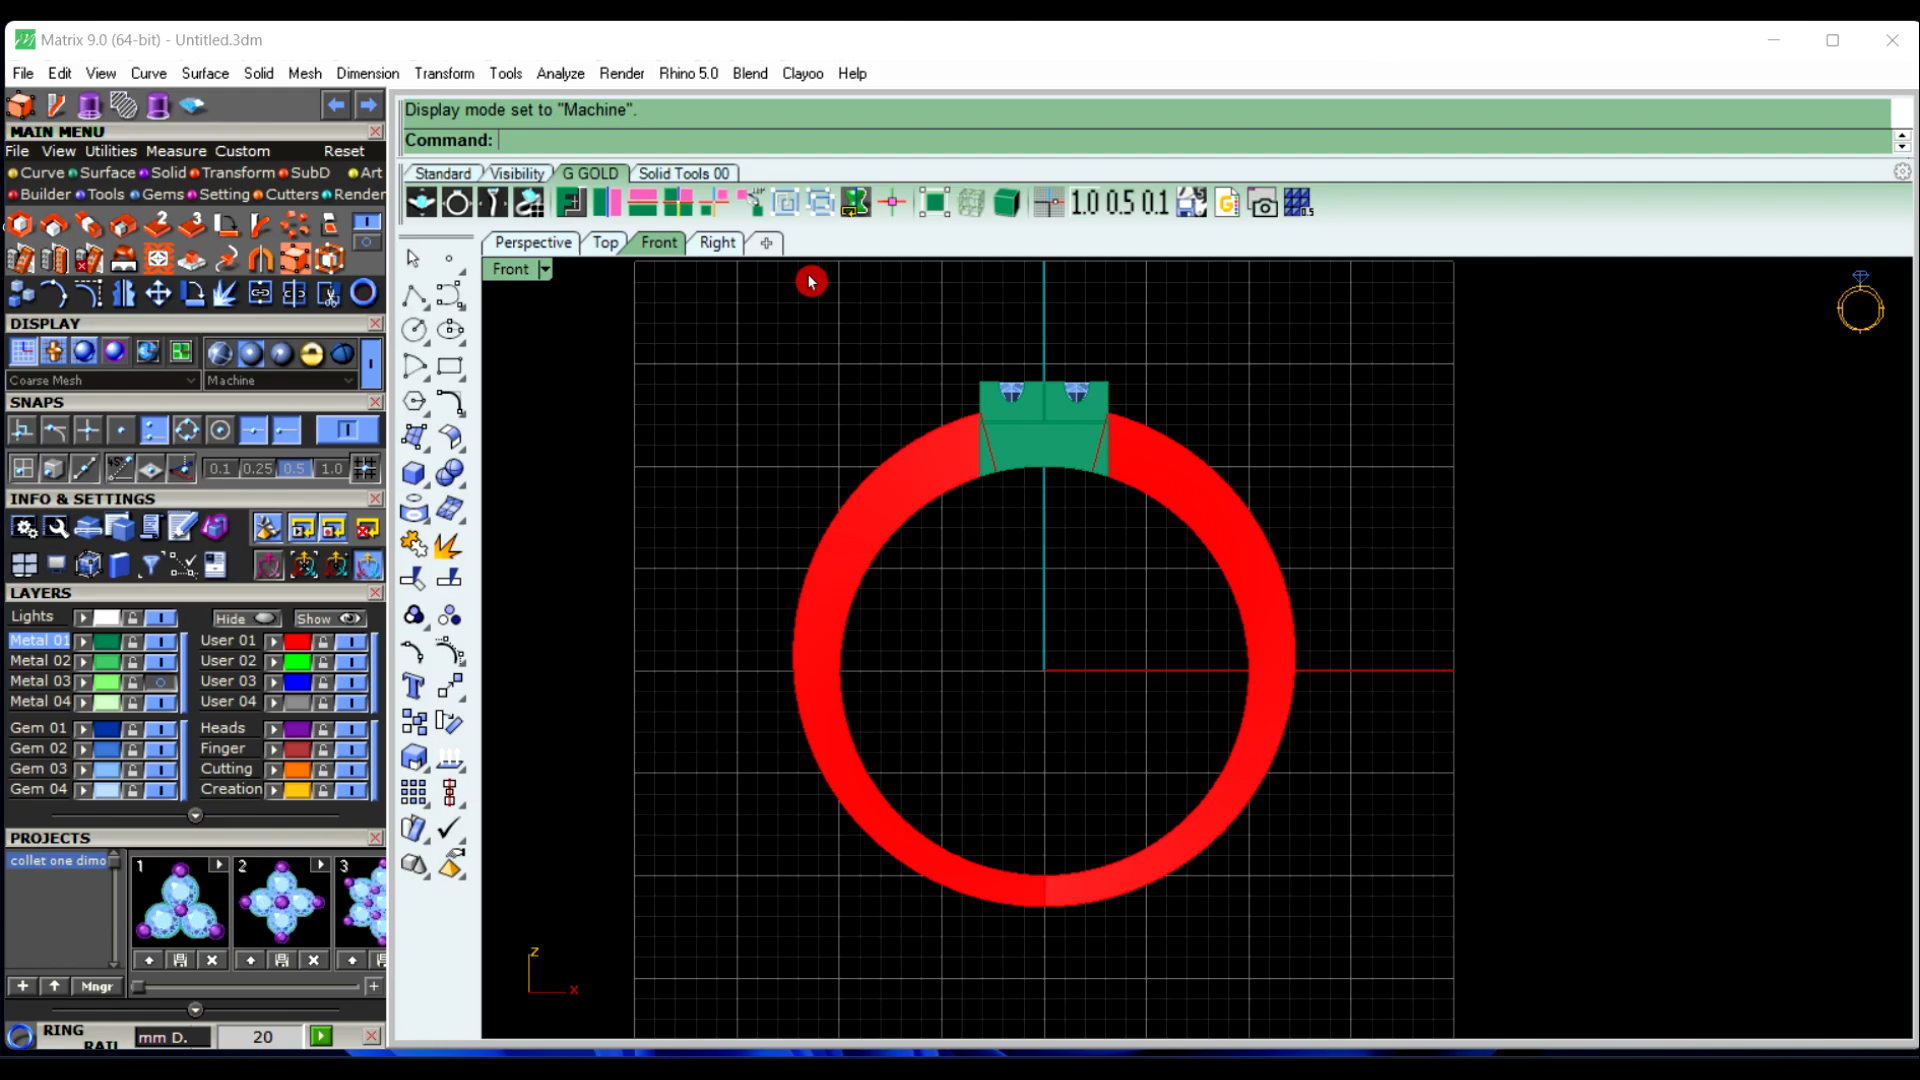 Matrix 9.0 (64-bit) - Untitled.3dm
File Edit View Curve Surface Solid Mesh Dimension Transform Tools Analyze Render Rhino 5.0 Blend Clayoo Help
Display mode set to "Machine".
Command:
MAIN MENU
File View Utilities Measure Custom Reset
Curve Surface Solid Transform SubD Art
Builder Tools Gems Setting Cutters Render
Standard Visibility G GOLD Solid Tools 00
1.0 0.5 0.1
Perspective Top Front Right
Front
2 3
DISPLAY
Coarse Mesh Machine
SNAPS
0.1 0.25 0.5 1.0
INFO & SETTINGS
LAYERS
Lights Hide Show
Metal 01 User 01
Metal 02 User 02
Metal 03 User 03
Metal 04 User 04
Gem 01 Heads
Gem 02 Finger
Gem 03 Cutting
Gem 04 Creation
PROJECTS
collet one dimo
1 2 3
Mngr
RING RAIL mm D. 20
z
x